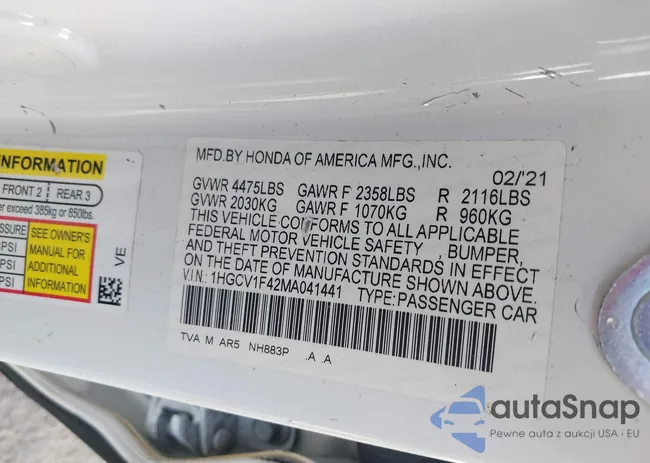 INFORMATION
FRONT 2 REAR 3
er exceed 385kg or 850lbs.
SSURE
PSI
PSI
PSI
SEE OWNER'S
MANUAL FOR
ADDITIONAL
INFORMATION
VE
MFD.BY HONDA OF AMERICA MFG.,INC. 02/'21
GVWR 4475LBS GAWR F 2358LBS R 2116LBS
GVWR 2030KG GAWR F 1070KG R 960KG
THIS VEHICLE CONFORMS TO ALL APPLICABLE
FEDERAL MOTOR VEHICLE SAFETY , BUMPER,
AND THEFT PREVENTION STANDARDS IN EFFECT
ON THE DATE OF MANUFACTURE SHOWN ABOVE.
V.I.N: 1HGCV1F42MA041441 TYPE:PASSENGER CAR
TVA M AR5 NH883P .A .A
autaSnap
Pewne auta z aukcji USA i EU